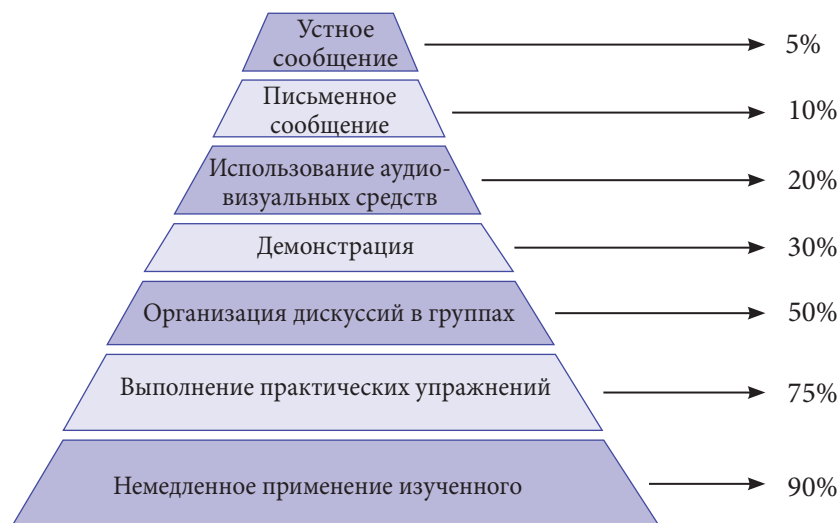 Устное
сообщение
5%
Письменное
сообщение
10%
Использование аудио-
визуальных средств
20%
Демонстрация
30%
Организация дискуссий в группах
50%
Выполнение практических упражнений
75%
Немедленное применение изученного
90%